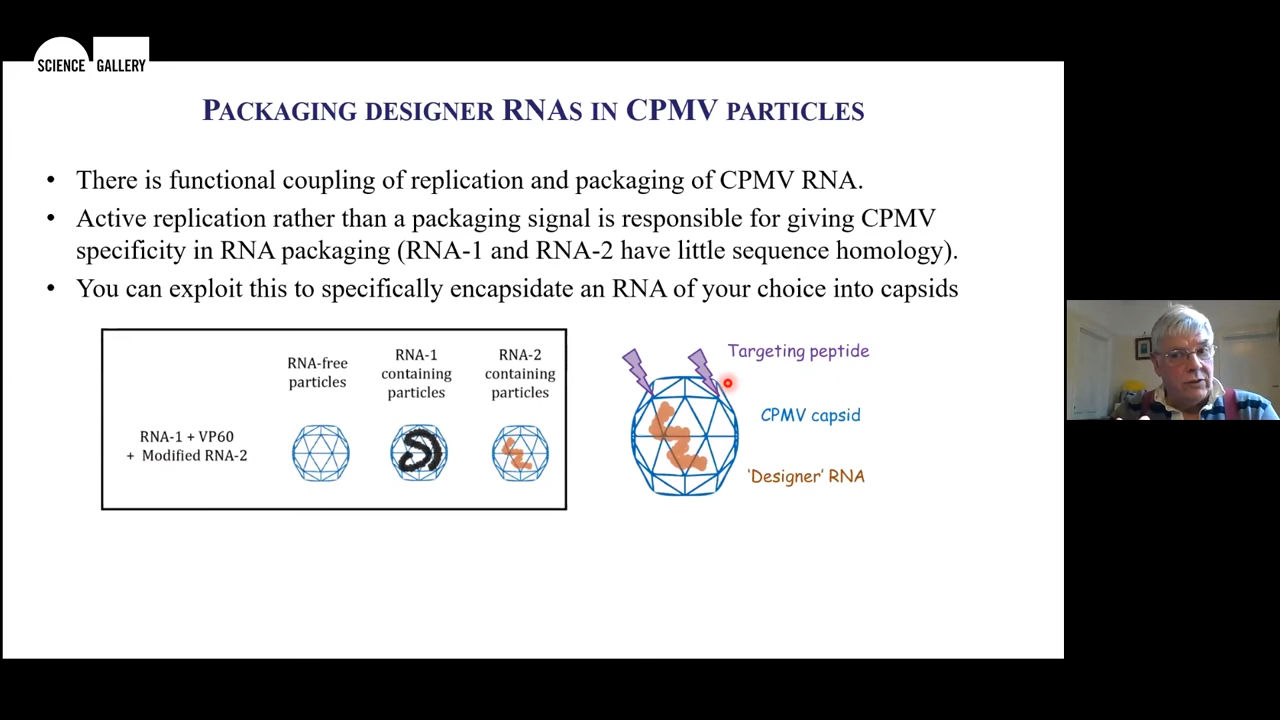 SCIENCE GALLERY
PACKAGING DESIGNER RNAS IN CPMV PARTICLES
• There is functional coupling of replication and packaging of CPMV RNA.
• Active replication rather than a packaging signal is responsible for giving CPMV
specificity in RNA packaging (RNA-1 and RNA-2 have little sequence homology).
• You can exploit this to specifically encapsidate an RNA of your choice into capsids
RNA-free
particles
RNA-1
containing
particles
RNA-2
containing
particles
RNA-1 + VP60
+ Modified RNA-2
Targeting peptide
CPMV capsid
'Designer' RNA